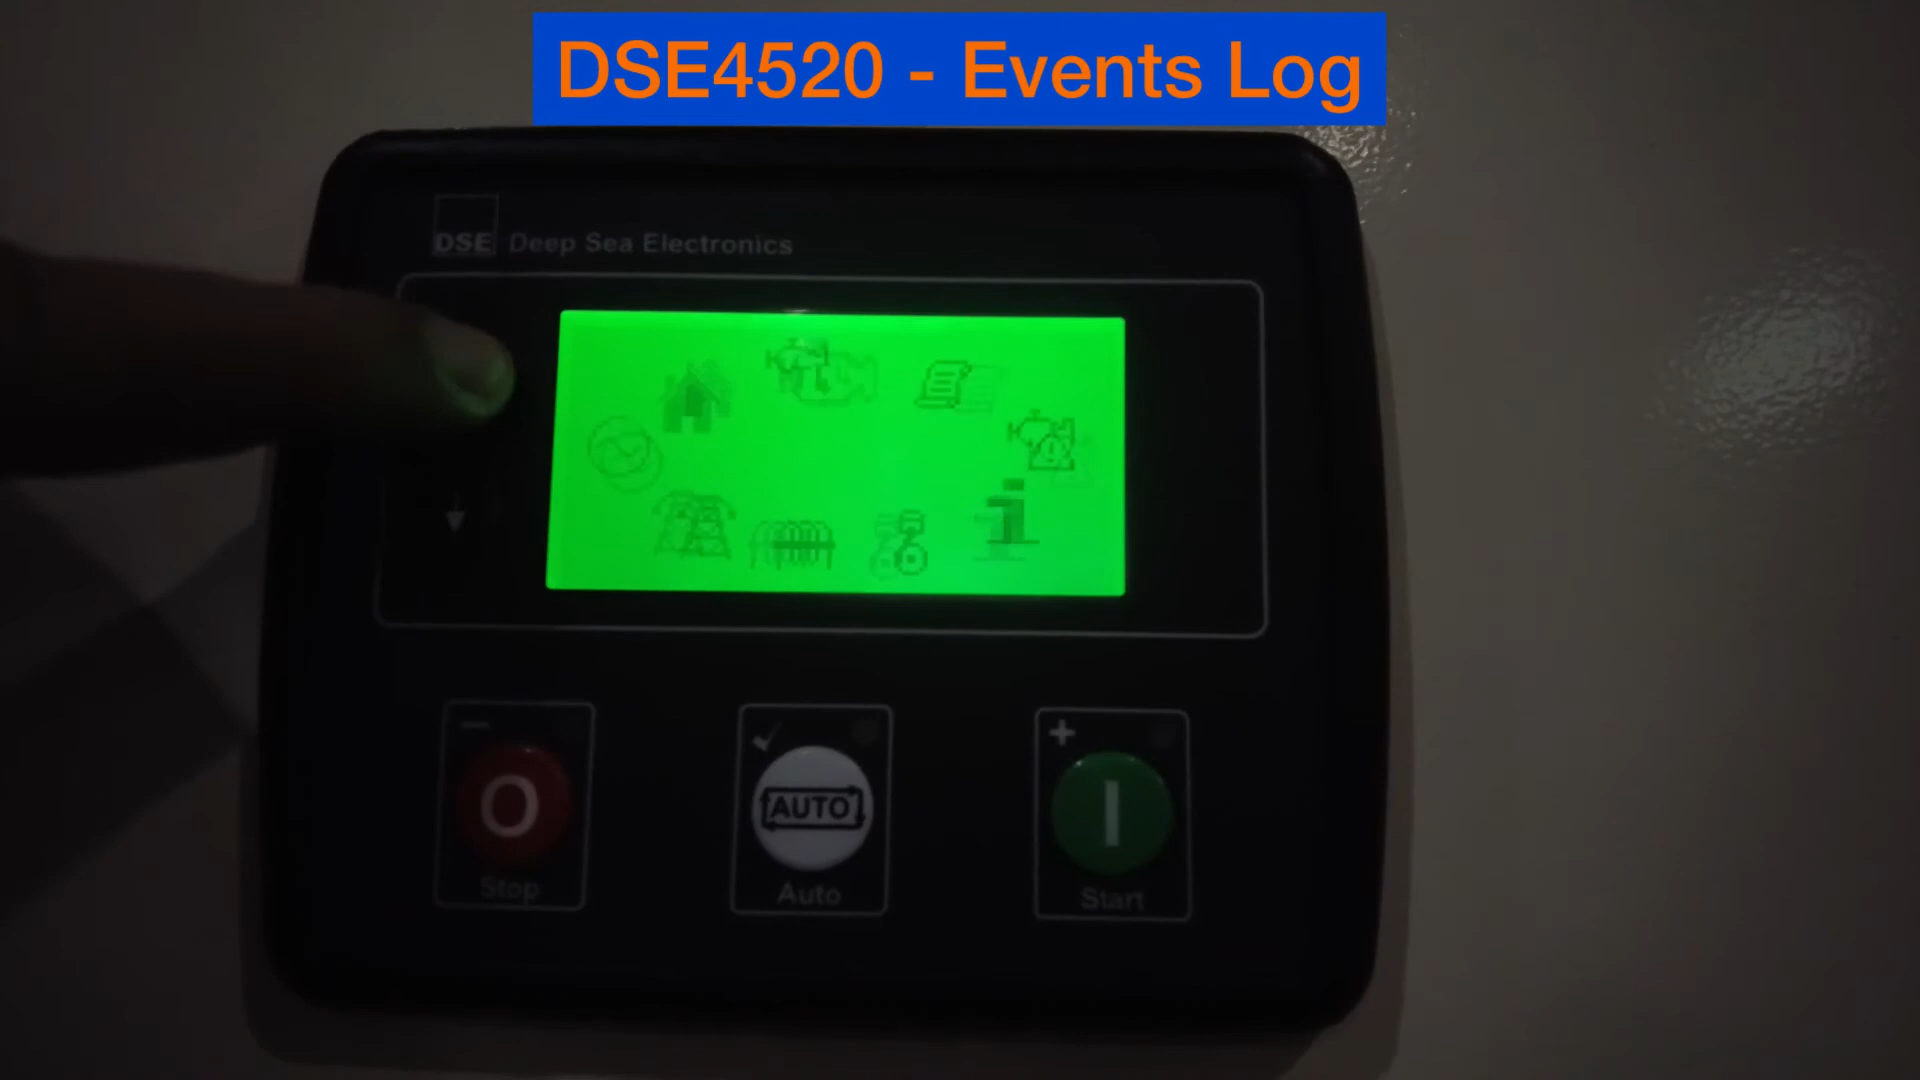 DSE4520 - Events Log
DSE Deep Sea Electronics
O
AUTO
I
Stop
Auto
Start